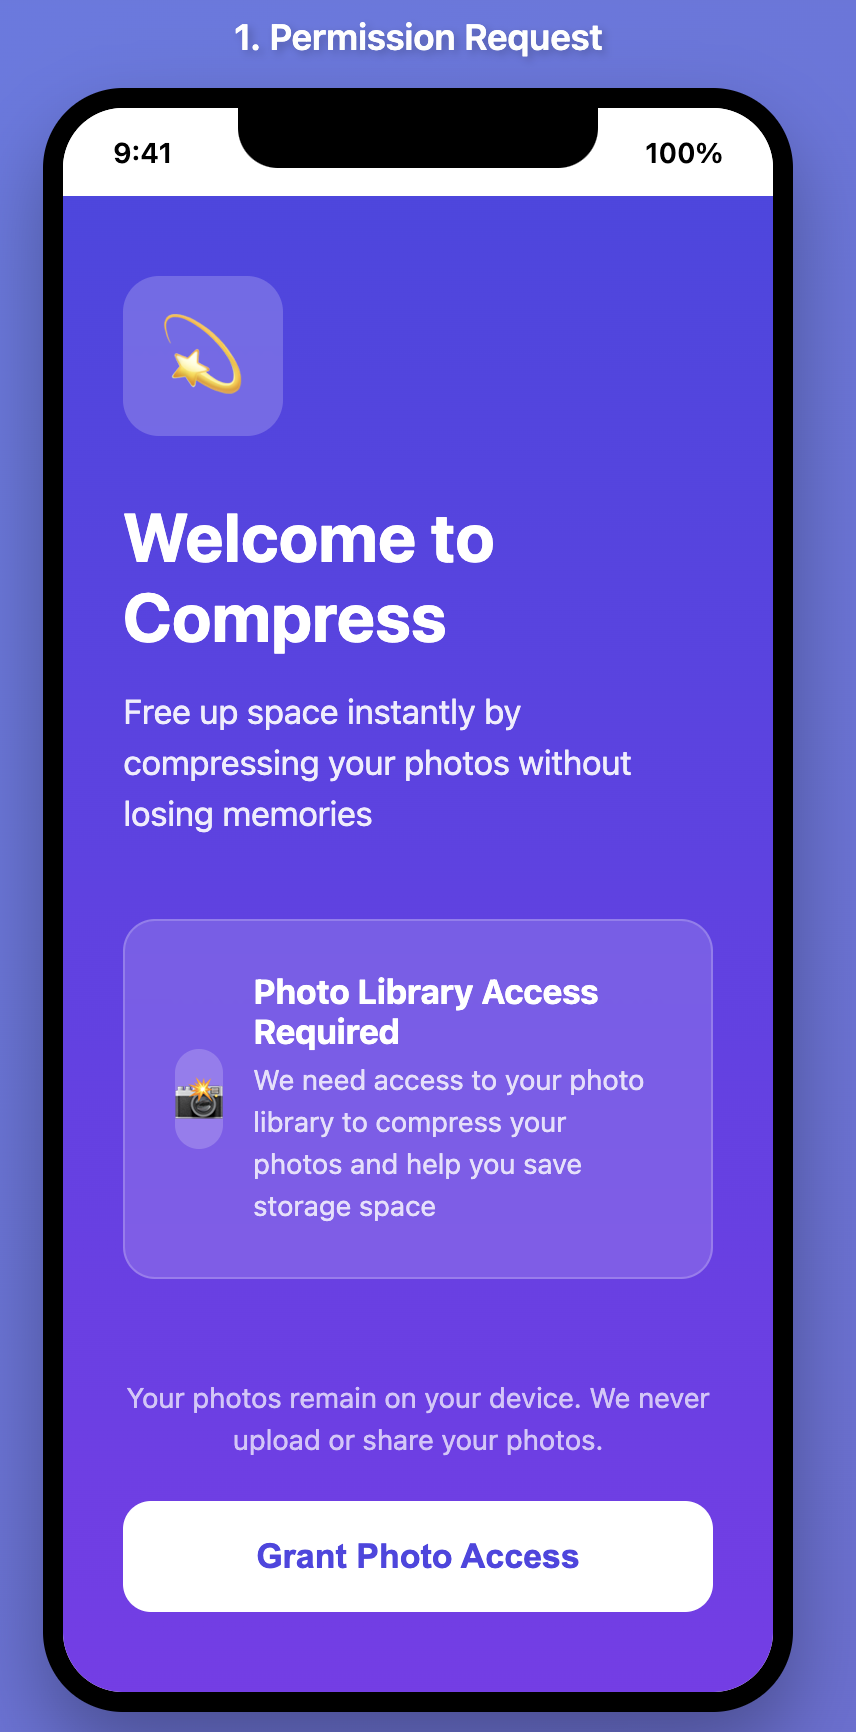 1. Permission Request
9:41 100%
Welcome to
Compress
Free up space instantly by
compressing your photos without
losing memories
Photo Library Access
Required
We need access to your photo
library to compress your
photos and help you save
storage space
Your photos remain on your device. We never
upload or share your photos.
Grant Photo Access